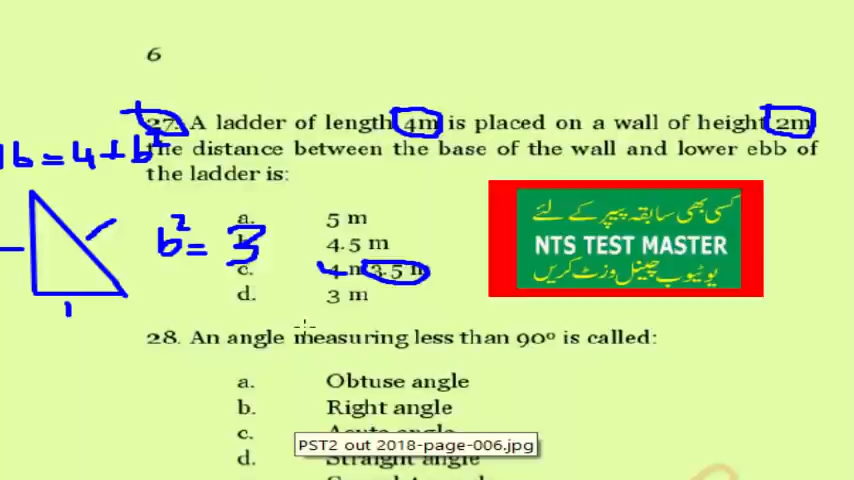 6
27. A ladder of length 4m is placed on a wall of height 2m
the distance between the base of the wall and lower ebb of
the ladder is:
16 = 4 + b²
b² = 3
a. 5 m
b. 4.5 m
c. 4 m 3.5 m
d. 3 m
کسی بھی سابقہ پیپر کے لئے
NTS TEST MASTER
یوٹیوب چینل وزٹ کریں
28. An angle measuring less than 90º is called:
a. Obtuse angle
b. Right angle
c. Acute angle
PST2 out 2018-page-006.jpg
d. Straight angle